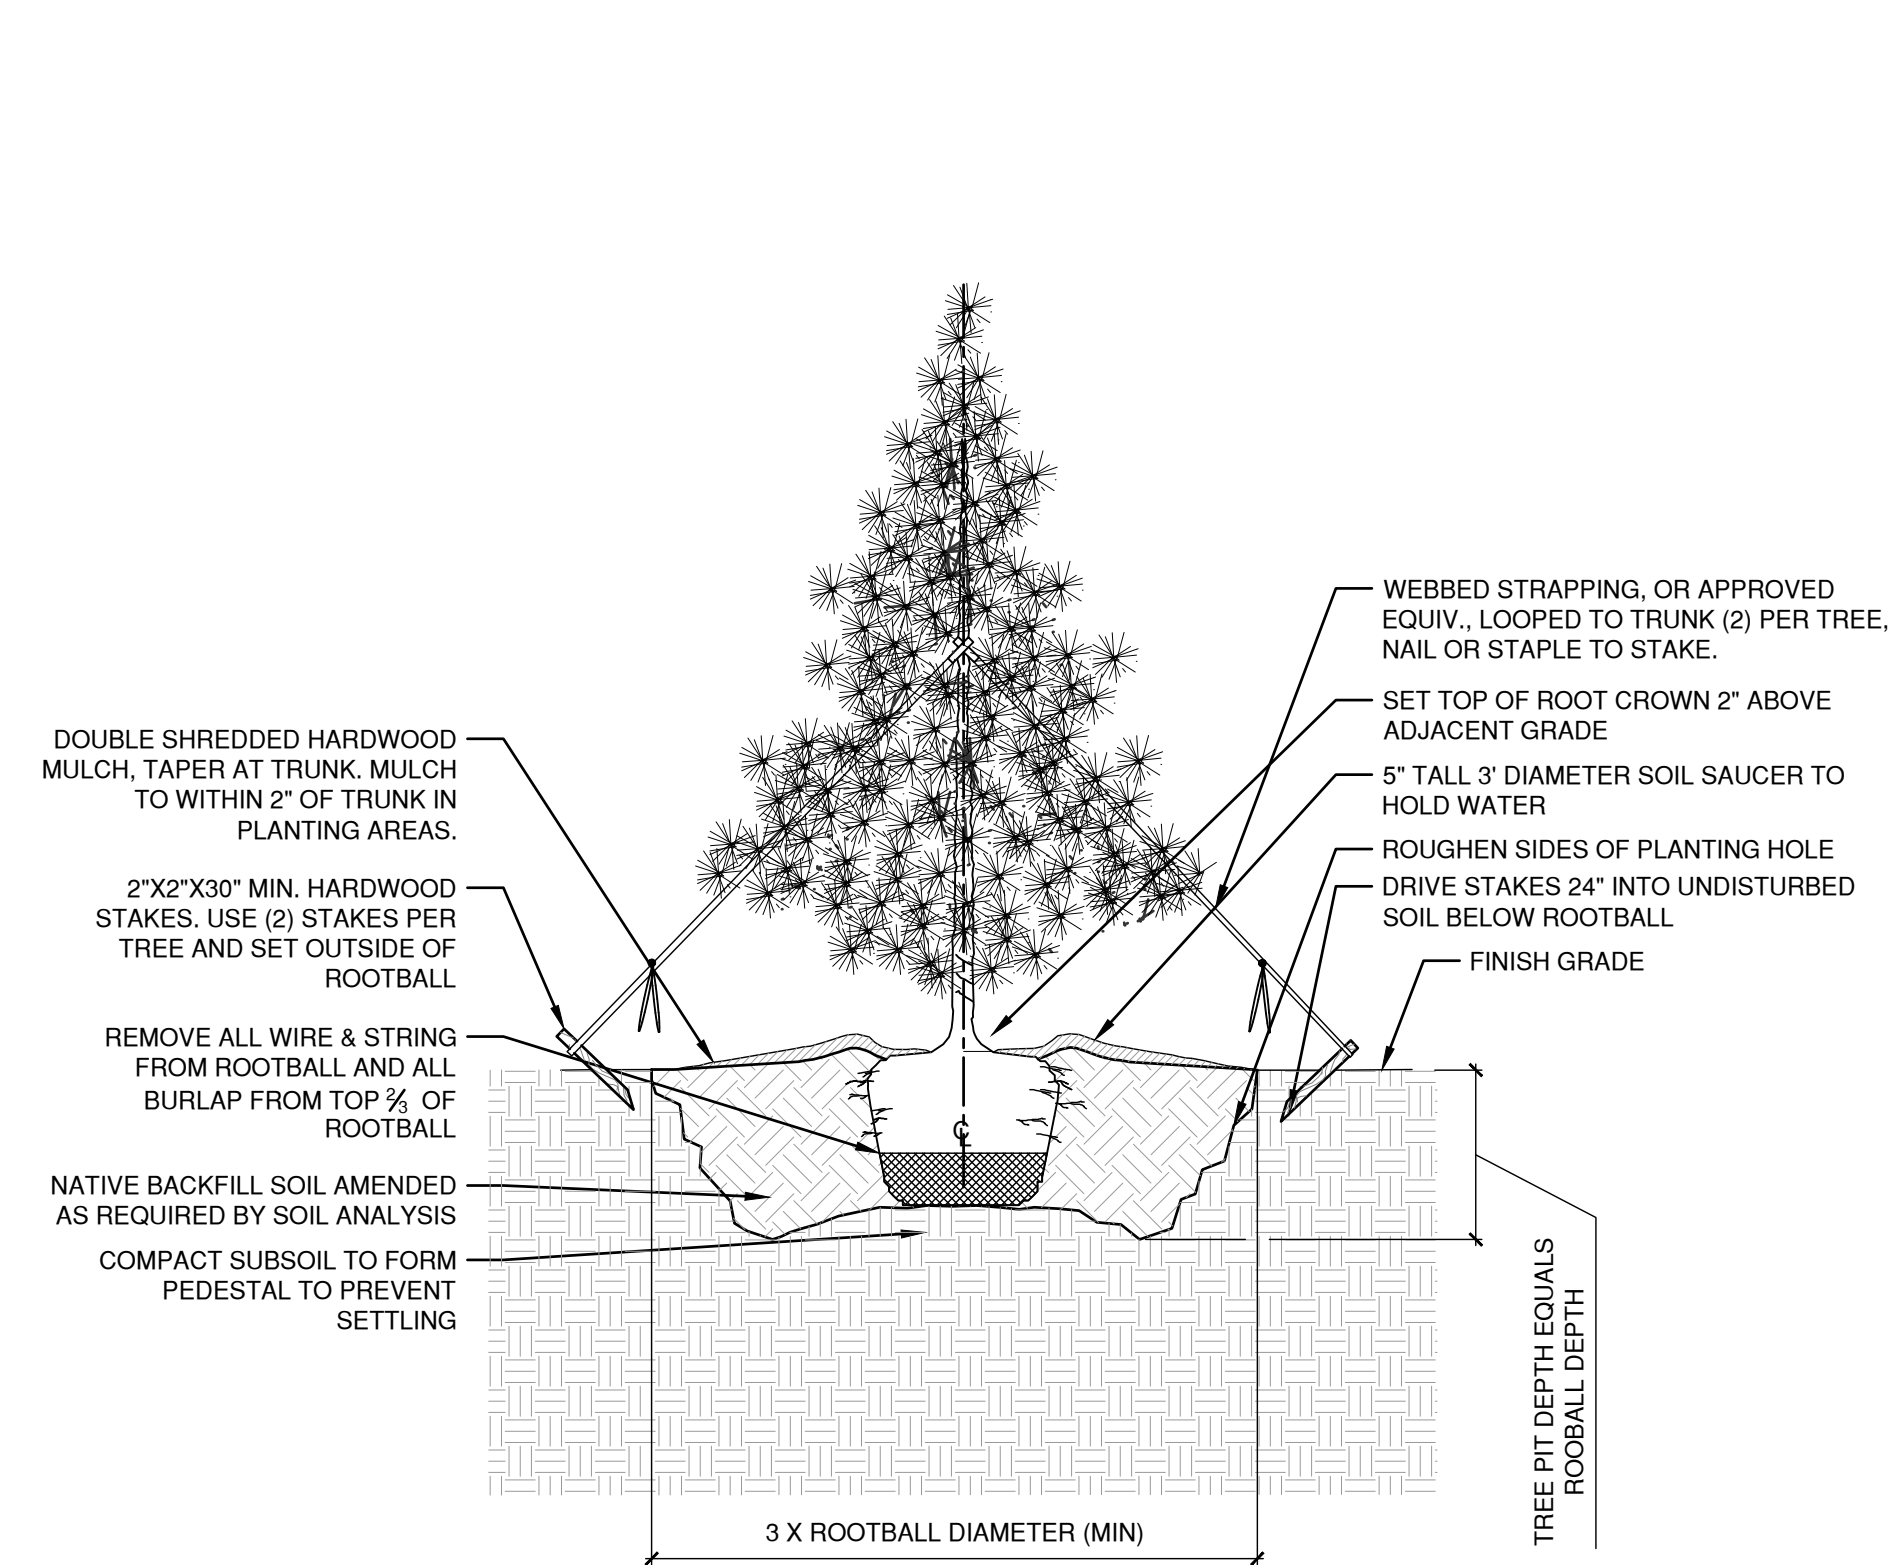 DOUBLE SHREDDED HARDWOOD
MULCH, TAPER AT TRUNK. MULCH
TO WITHIN 2" OF TRUNK IN
PLANTING AREAS.
2"X2"X30" MIN. HARDWOOD
STAKES. USE (2) STAKES PER
TREE AND SET OUTSIDE OF
ROOTBALL
REMOVE ALL WIRE & STRING
FROM ROOTBALL AND ALL
BURLAP FROM TOP 2/3 OF
ROOTBALL
NATIVE BACKFILL SOIL AMENDED
AS REQUIRED BY SOIL ANALYSIS
COMPACT SUBSOIL TO FORM
PEDESTAL TO PREVENT
SETTLING
WEBBED STRAPPING, OR APPROVED
EQUIV., LOOPED TO TRUNK (2) PER TREE,
NAIL OR STAPLE TO STAKE.
SET TOP OF ROOT CROWN 2" ABOVE
ADJACENT GRADE
5" TALL 3' DIAMETER SOIL SAUCER TO
HOLD WATER
ROUGHEN SIDES OF PLANTING HOLE
DRIVE STAKES 24" INTO UNDISTURBED
SOIL BELOW ROOTBALL
FINISH GRADE
℄
TREE PIT DEPTH EQUALS
ROOBALL DEPTH
3 X ROOTBALL DIAMETER (MIN)